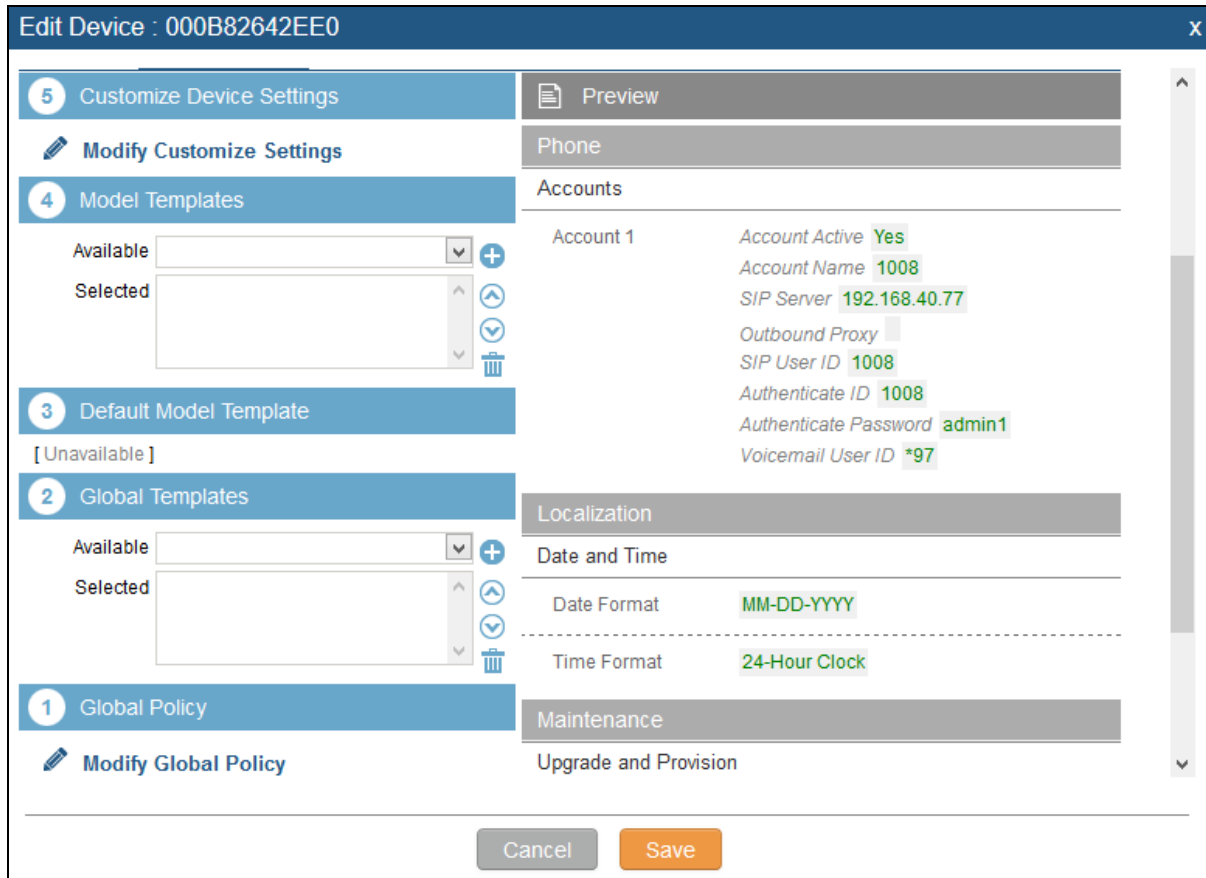 Edit Device : 000B82642EE0 X
5 Customize Device Settings
Modify Customize Settings
4 Model Templates
Available
Selected
3 Default Model Template
[ Unavailable ]
2 Global Templates
Available
Selected
1 Global Policy
Modify Global Policy
Preview
Phone
Accounts
Account 1
Account Active Yes
Account Name 1008
SIP Server 192.168.40.77
Outbound Proxy
SIP User ID 1008
Authenticate ID 1008
Authenticate Password admin1
Voicemail User ID *97
Localization
Date and Time
Date Format MM-DD-YYYY
Time Format 24-Hour Clock
Maintenance
Upgrade and Provision
Cancel Save